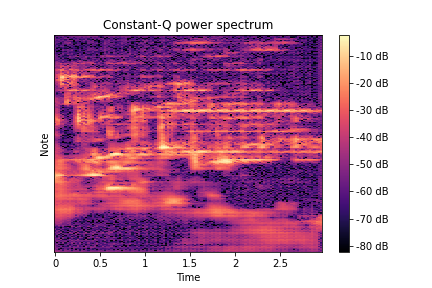 Constant-Q power spectrum
Note
-10 dB
-20 dB
-30 dB
-40 dB
-50 dB
-60 dB
-70 dB
-80 dB
0 0.5 1 1.5 2 2.5
Time